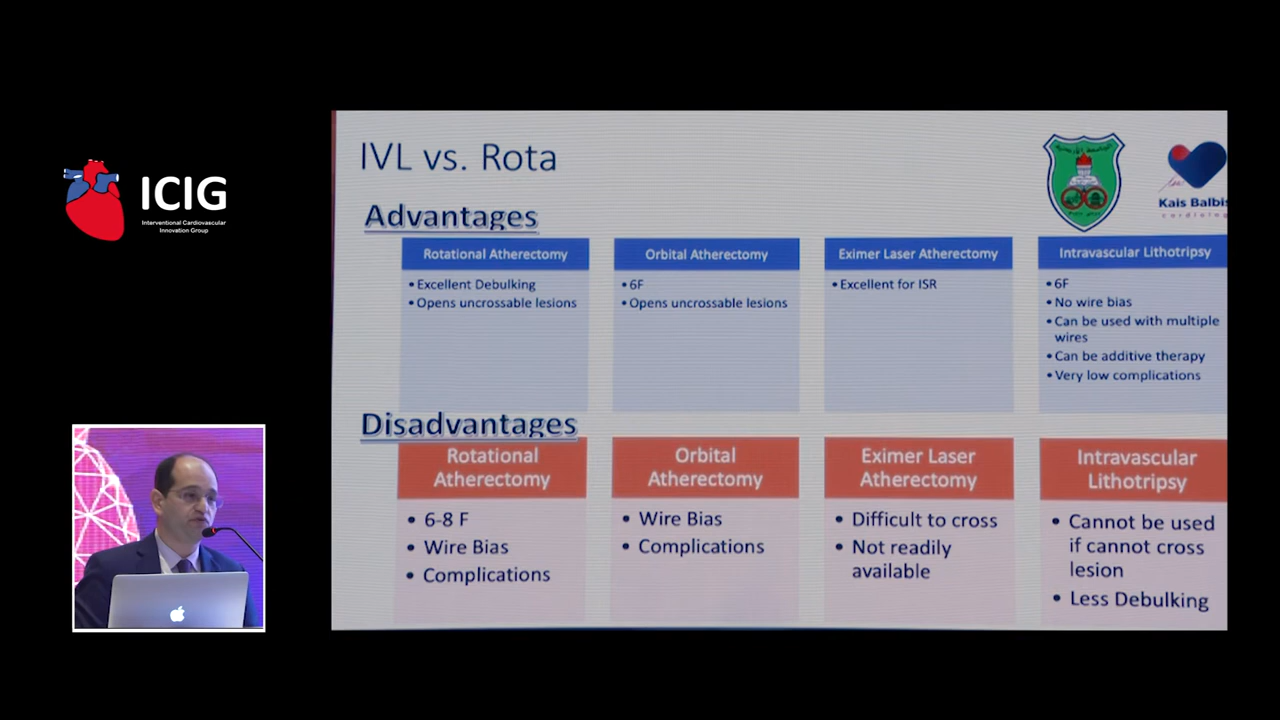 ICIG
Interventional Cardiovascular
Innovation Group
IVL vs. Rota
Kais Balbis
cardiolog
Advantages
Rotational Atherectomy
• Excellent Debulking
• Opens uncrossable lesions
Orbital Atherectomy
• 6F
• Opens uncrossable lesions
Eximer Laser Atherectomy
• Excellent for ISR
Intravascular Lithotripsy
• 6F
• No wire bias
• Can be used with multiple
wires
• Can be additive therapy
• Very low complications
Disadvantages
Rotational
Atherectomy
• 6-8 F
• Wire Bias
• Complications
Orbital
Atherectomy
• Wire Bias
• Complications
Eximer Laser
Atherectomy
• Difficult to cross
• Not readily
available
Intravascular
Lithotripsy
• Cannot be used
if cannot cross
lesion
• Less Debulking